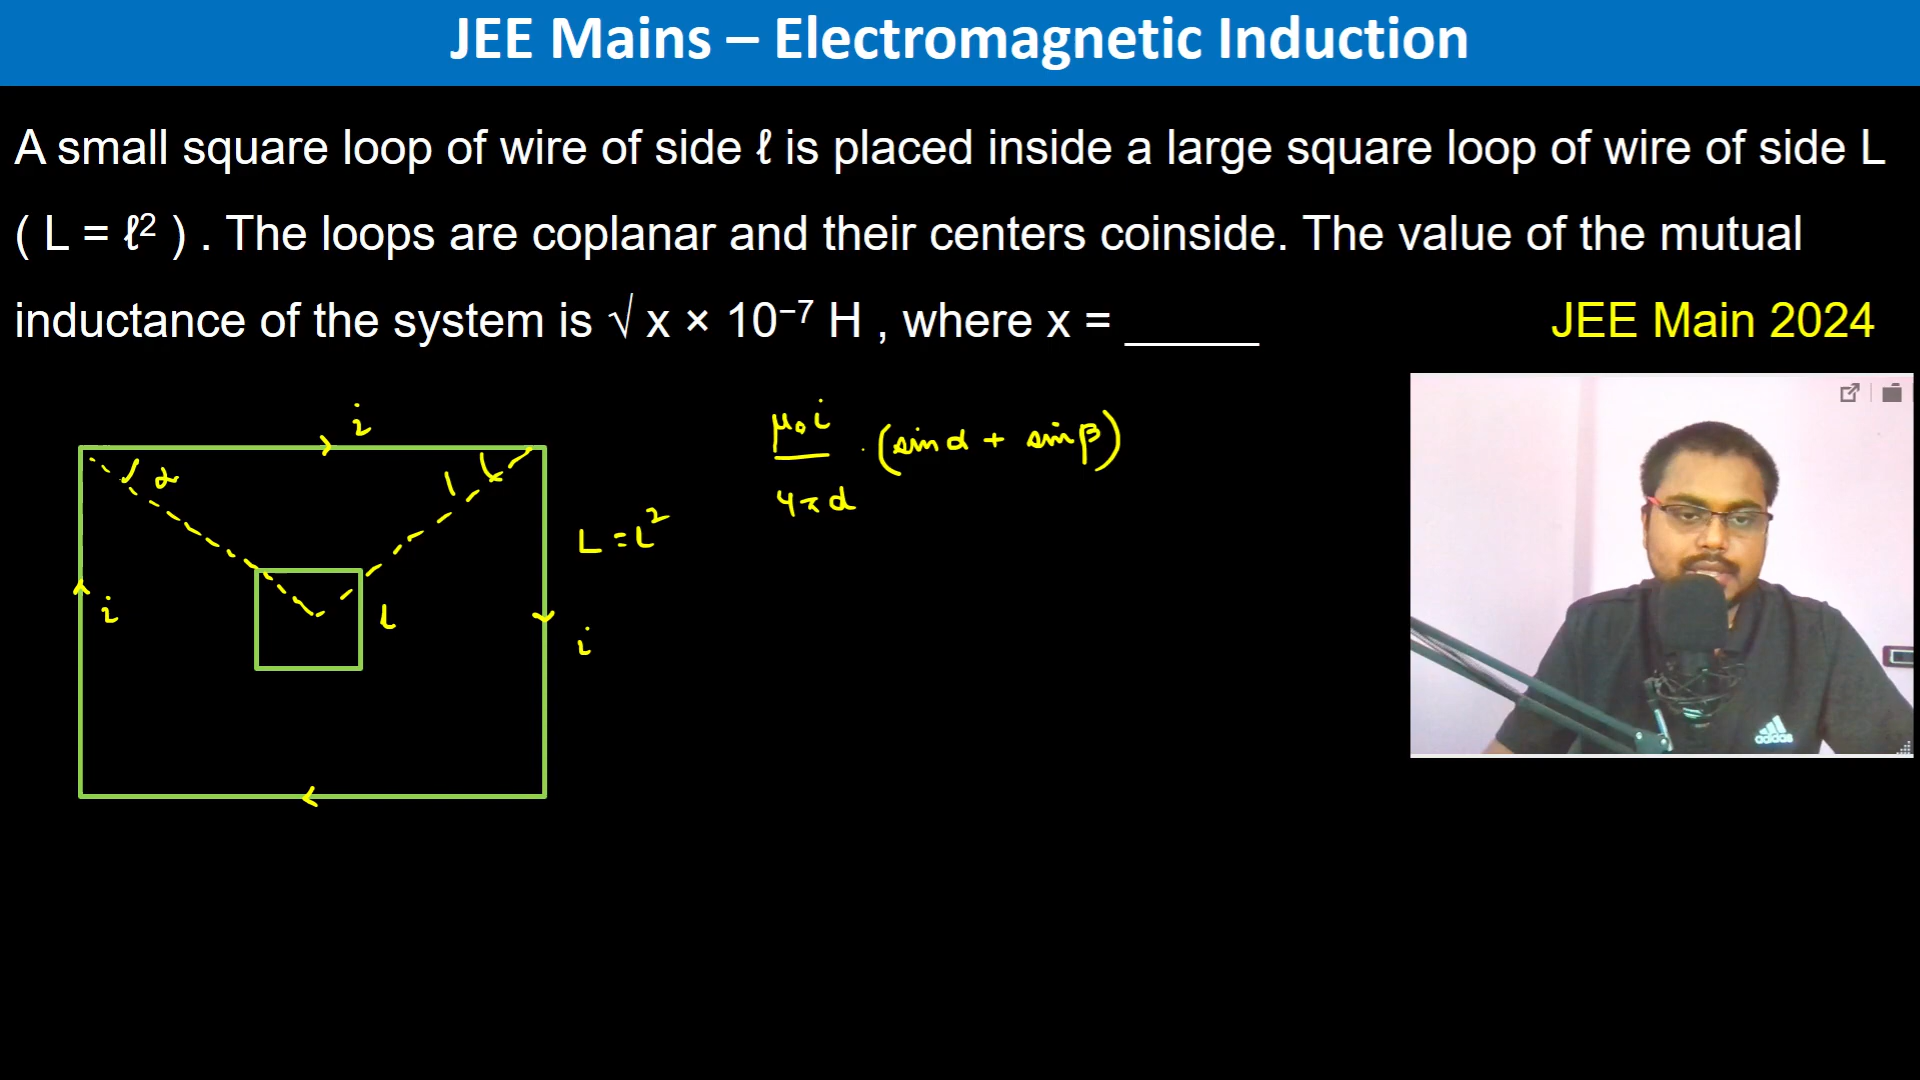 JEE Mains – Electromagnetic Induction
A small square loop of wire of side ℓ is placed inside a large square loop of wire of side L
( L = ℓ² ) . The loops are coplanar and their centers coinside. The value of the mutual
inductance of the system is √ x × 10⁻⁷ H , where x = _____ JEE Main 2024
i
α
μ₀i
4πd
. (sin α + sin β)
L = l²
i
l
i
adidas